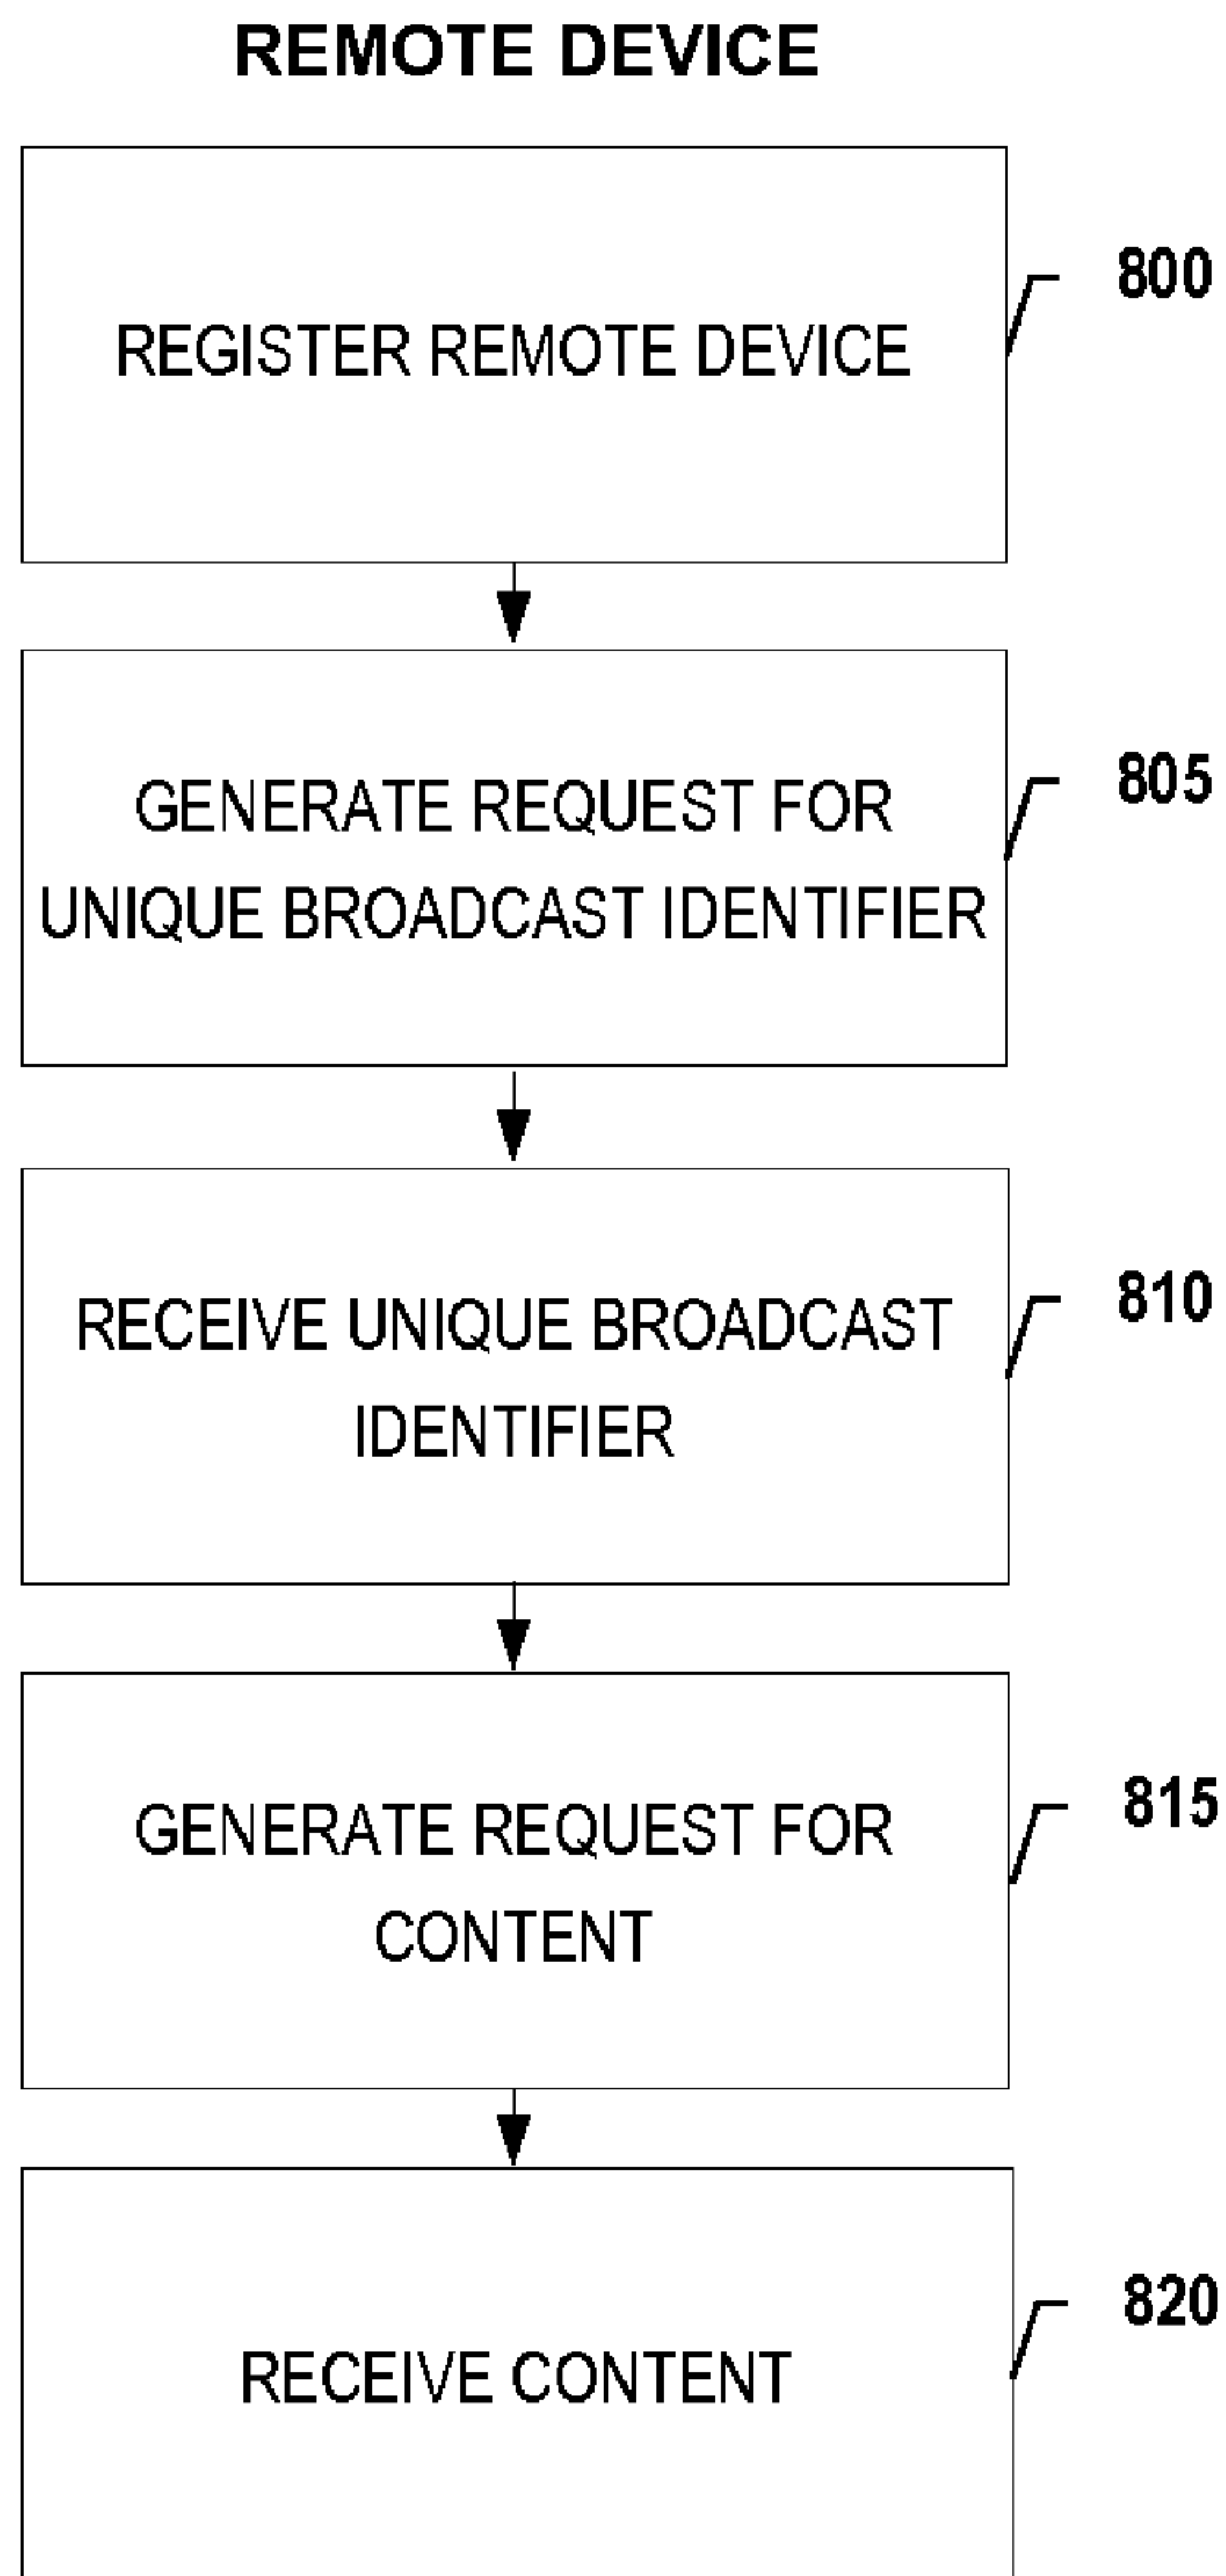 REMOTE DEVICE
REGISTER REMOTE DEVICE
800
GENERATE REQUEST FOR
UNIQUE BROADCAST IDENTIFIER
805
RECEIVE UNIQUE BROADCAST
IDENTIFIER
810
GENERATE REQUEST FOR
CONTENT
815
RECEIVE CONTENT
820